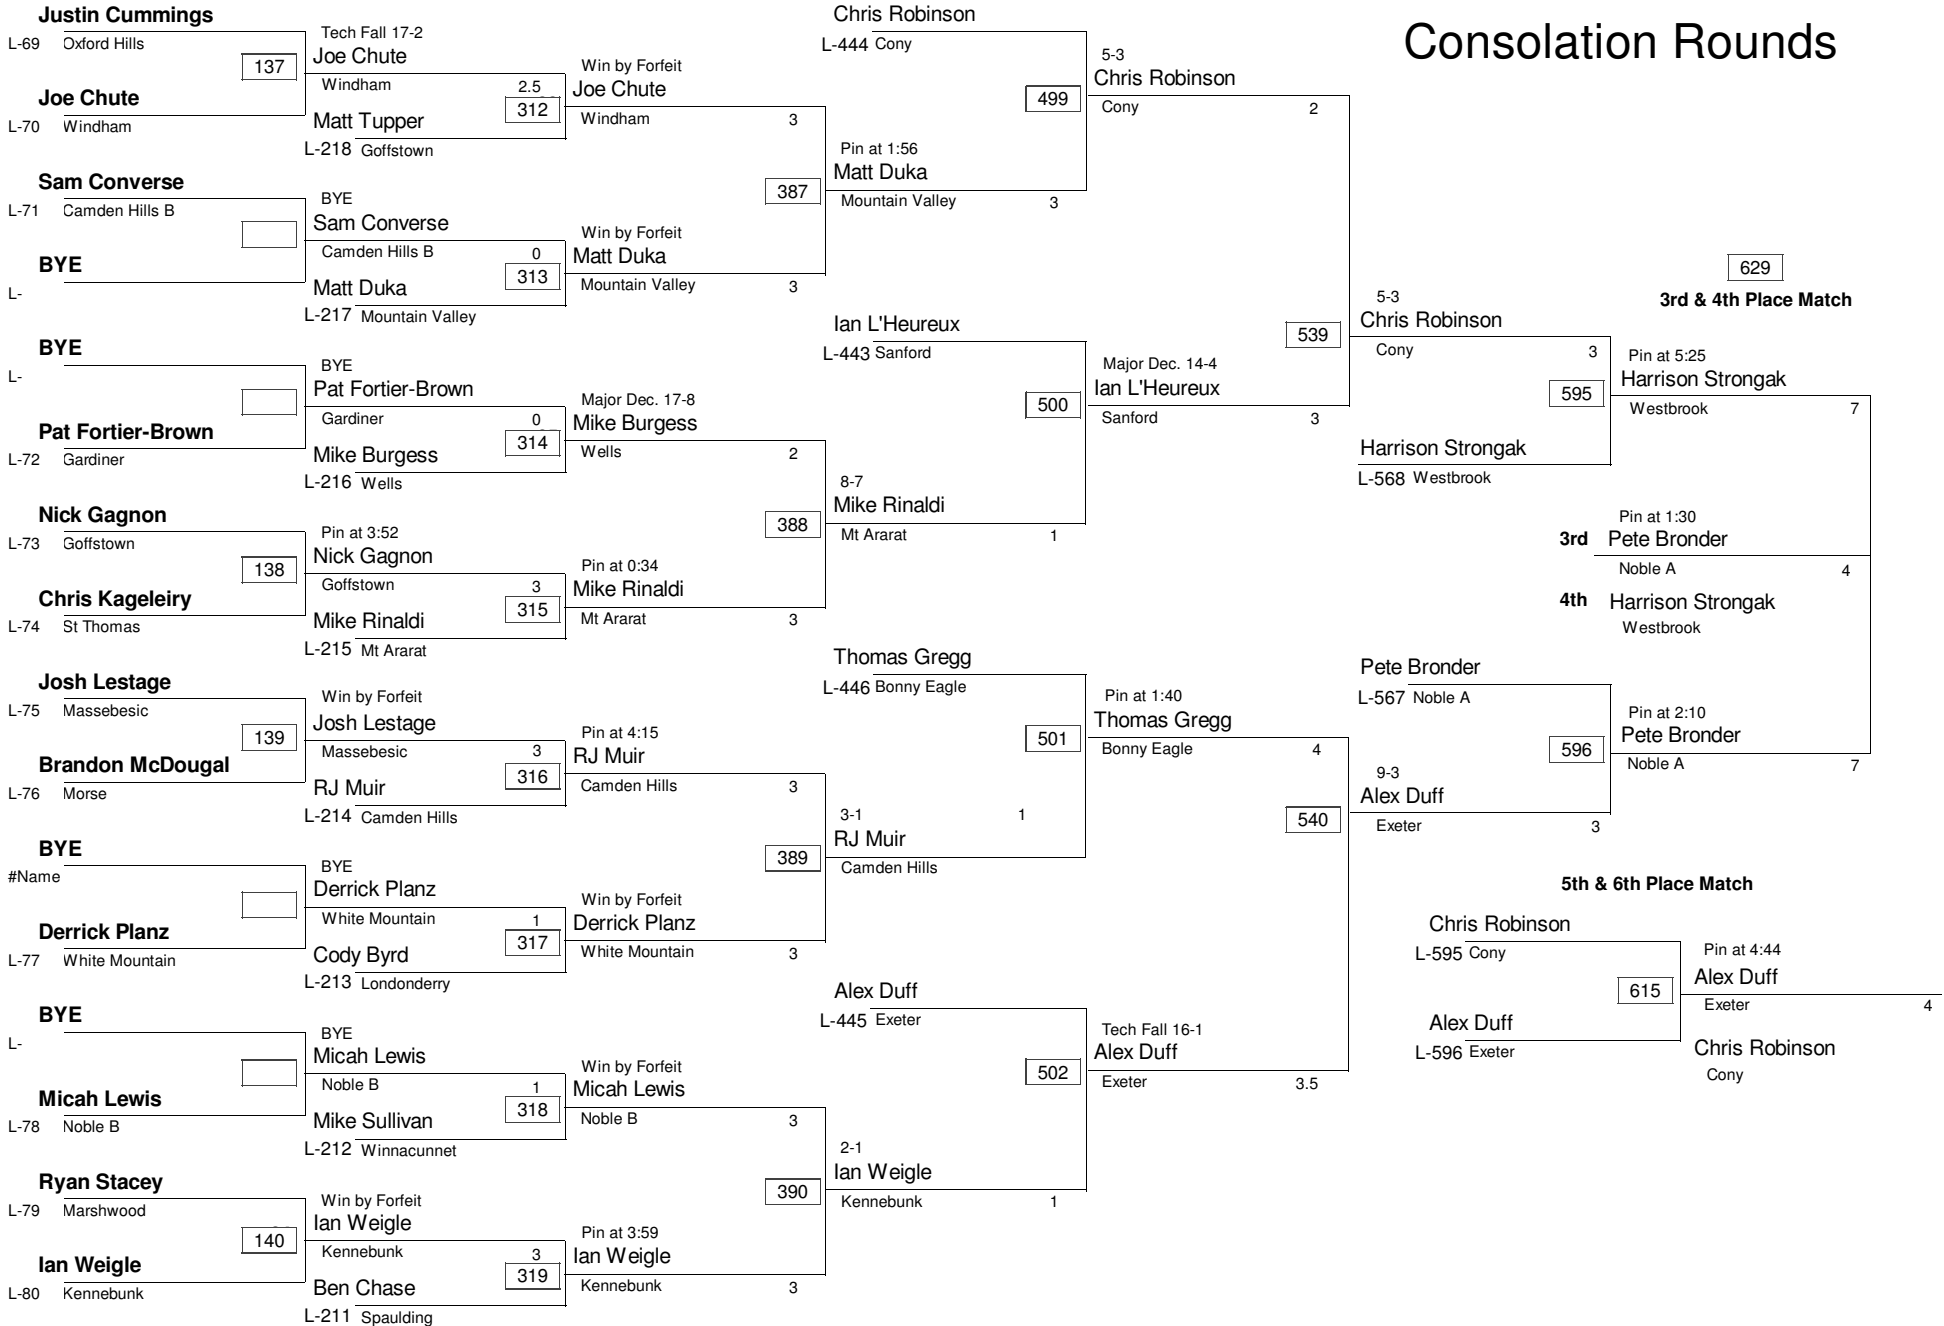 Consolation Rounds
Justin Cummings
L-69 Oxford Hills
137
Joe Chute
L-70 Windham
Sam Converse
L-71 Camden Hills B
BYE
L-
BYE
L-
Pat Fortier-Brown
L-72 Gardiner
Nick Gagnon
L-73 Goffstown
138
Chris Kageleiry
L-74 St Thomas
Josh Lestage
L-75 Massebesic
139
Brandon McDougal
L-76 Morse
BYE
#Name
Derrick Planz
L-77 White Mountain
BYE
L-
Micah Lewis
L-78 Noble B
Ryan Stacey
L-79 Marshwood
140
Ian Weigle
L-80 Kennebunk
Tech Fall 17-2
Joe Chute
Windham 2.5
312
Matt Tupper
L-218 Goffstown
BYE
Sam Converse
Camden Hills B 0
313
Matt Duka
L-217 Mountain Valley
BYE
Pat Fortier-Brown
Gardiner 0
314
Mike Burgess
L-216 Wells
Pin at 3:52
Nick Gagnon
Goffstown 3
315
Mike Rinaldi
L-215 Mt Ararat
Win by Forfeit
Josh Lestage
Massebesic 3
316
RJ Muir
L-214 Camden Hills
BYE
Derrick Planz
White Mountain 1
317
Cody Byrd
L-213 Londonderry
BYE
Micah Lewis
Noble B 1
318
Mike Sullivan
L-212 Winnacunnet
Win by Forfeit
Ian Weigle
Kennebunk 3
319
Ben Chase
L-211 Spaulding
Win by Forfeit
Joe Chute
Windham 3
387
Win by Forfeit
Matt Duka
Mountain Valley 3
Major Dec. 17-8
Mike Burgess
Wells 2
388
Pin at 0:34
Mike Rinaldi
Mt Ararat 3
Pin at 4:15
RJ Muir
Camden Hills 3
389
Win by Forfeit
Derrick Planz
White Mountain 3
Win by Forfeit
Micah Lewis
Noble B 3
390
Pin at 3:59
Ian Weigle
Kennebunk 3
Chris Robinson
L-444 Cony
499
Pin at 1:56
Matt Duka
Mountain Valley 3
Ian L'Heureux
L-443 Sanford
500
8-7
Mike Rinaldi
Mt Ararat 1
Thomas Gregg
L-446 Bonny Eagle
501
3-1 1
RJ Muir
Camden Hills
Alex Duff
L-445 Exeter
502
2-1
Ian Weigle
Kennebunk 1
5-3
Chris Robinson
Cony 2
539
Major Dec. 14-4
Ian L'Heureux
Sanford 3
Pin at 1:40
Thomas Gregg
Bonny Eagle 4
540
Tech Fall 16-1
Alex Duff
Exeter 3.5
5-3
Chris Robinson
Cony 3
595
Harrison Strongak
L-568 Westbrook
Pete Bronder
L-567 Noble A
596
9-3
Alex Duff
Exeter 3
629
3rd & 4th Place Match
Pin at 5:25
Harrison Strongak
Westbrook 7
Pin at 1:30
3rd Pete Bronder
Noble A 4
4th Harrison Strongak
Westbrook
Pin at 2:10
Pete Bronder
Noble A 7
5th & 6th Place Match
Chris Robinson
L-595 Cony
615
Alex Duff
L-596 Exeter
Pin at 4:44
Alex Duff
Exeter 4
Chris Robinson
Cony